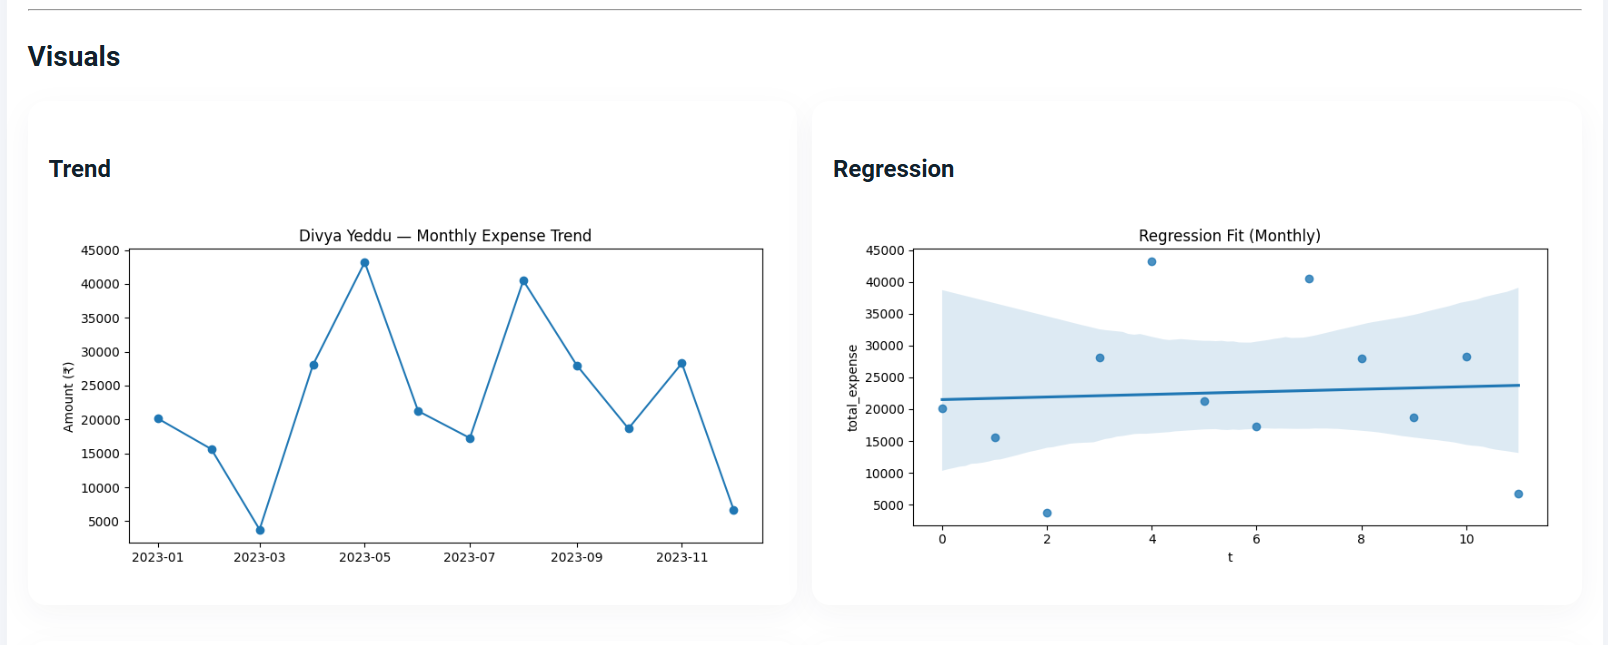 Visuals
Trend
Divya Yeddu — Monthly Expense Trend
45000
40000
35000
30000
25000
20000
15000
10000
5000
Amount (₹)
2023-01 2023-03 2023-05 2023-07 2023-09 2023-11
Regression
Regression Fit (Monthly)
45000
40000
35000
30000
25000
20000
15000
10000
5000
total_expense
0 2 4 6 8 10
t